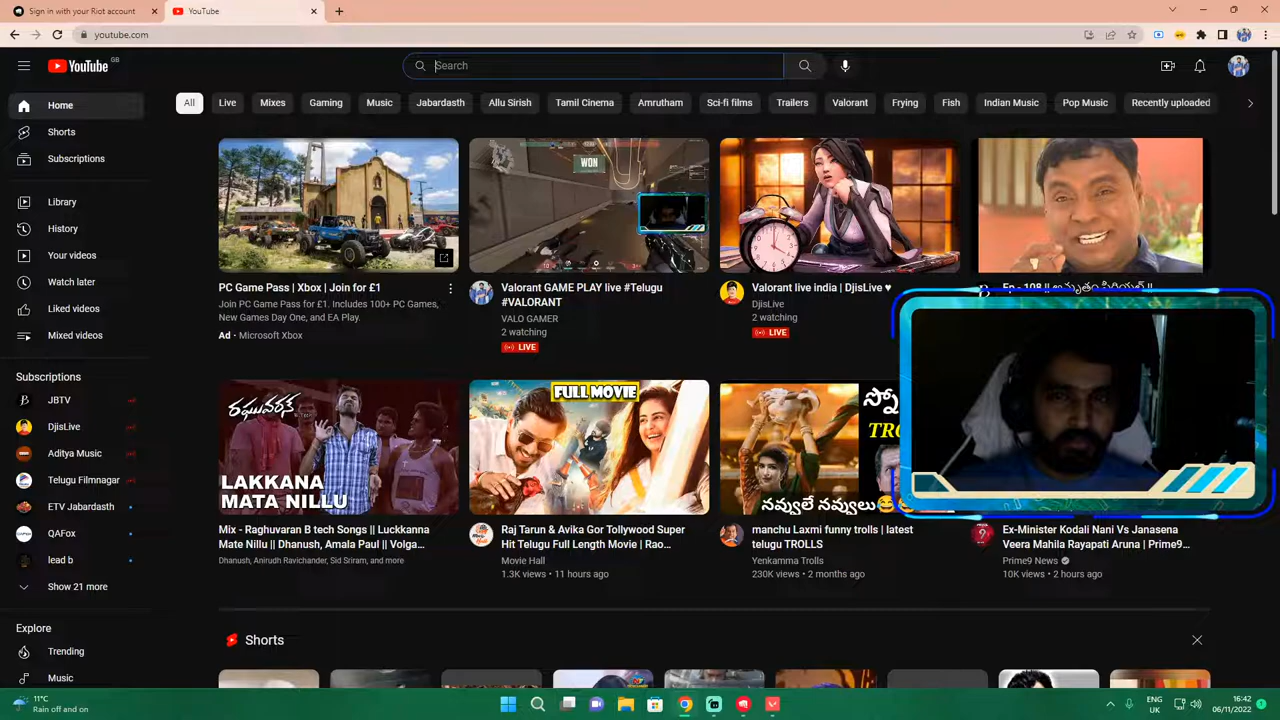 Sign in with your Riot account
YouTube
youtube.com
YouTube GB
Search
Home
Shorts
Subscriptions
Library
History
Your videos
Watch later
Liked videos
Mixed videos
Subscriptions
JBTV
DjisLive
Aditya Music
Telugu Filmnagar
ETV Jabardasth
QAFox
lead b
Show 21 more
Explore
Trending
Music
All Live Mixes Gaming Music Jabardasth Allu Sirish Tamil Cinema Amrutham Sci-fi films Trailers Valorant Frying Fish Indian Music Pop Music Recently uploaded
PC Game Pass | Xbox | Join for £1
Join PC Game Pass for £1. Includes 100+ PC Games,
New Games Day One, and EA Play.
Ad · Microsoft Xbox
WON
Valorant GAME PLAY live #Telugu
#VALORANT
VALO GAMER
2 watching
LIVE
Valorant live india | DjisLive ♥
DjisLive
2 watching
LIVE
Ep - 108 || అమృతం సీరియల్ ||
రఘువరన్
B TECH
LAKKANA
MATA NILLU
Mix - Raghuvaran B tech Songs || Luckkanna
Mate Nillu || Dhanush, Amala Paul || Volga...
Dhanush, Anirudh Ravichander, Sid Sriram, and more
FULL MOVIE
Raj Tarun & Avika Gor Tollywood Super
Hit Telugu Full Length Movie | Rao...
Movie Hall
1.3K views • 11 hours ago
నవ్వులే నవ్వులు😂
manchu Laxmi funny trolls | latest
telugu TROLLS
Yenkamma Trolls
230K views • 2 months ago
Ex-Minister Kodali Nani Vs Janasena
Veera Mahila Rayapati Aruna | Prime9...
Prime9 News
10K views • 2 hours ago
Shorts
11°C
Rain off and on
ENG
UK
16:42
06/11/2022